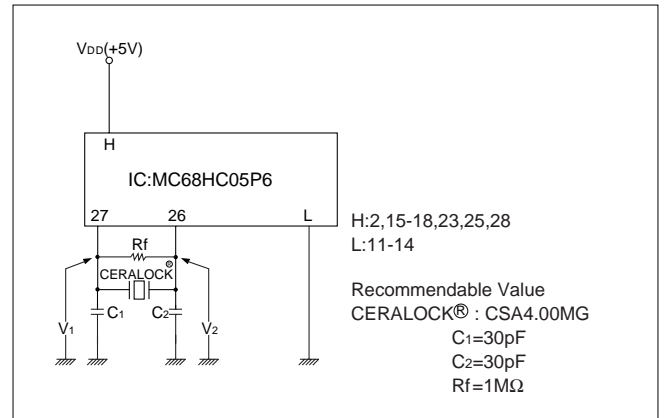 VDD(+5V)
H
IC:MC68HC05P6
27 26 L
Rf
CERALOCK®
C1 C2
V1 V2
H:2,15-18,23,25,28
L:11-14
Recommendable Value
CERALOCK® : CSA4.00MG
C1=30pF
C2=30pF
Rf=1MΩ